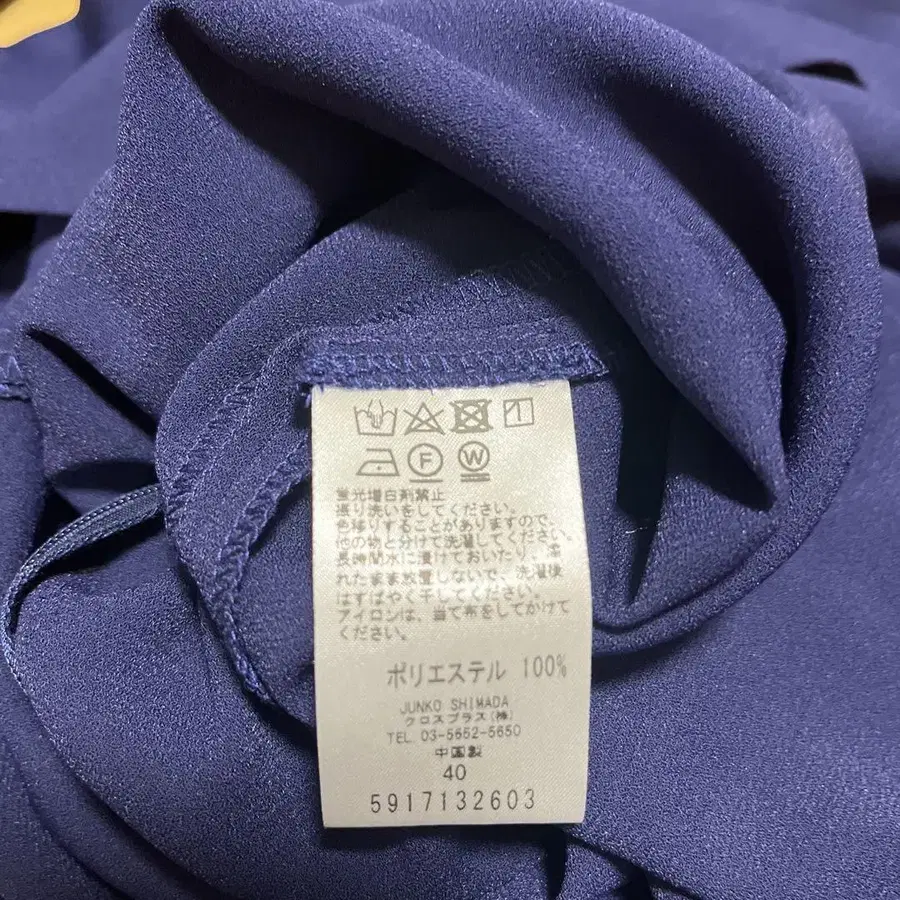 F W
蛍光増白剤禁止
振り洗いをしてください。
色移りすることがありますので、
他の物と分けて洗濯してください。
長時間水に漬けておいたり、濡
れたまま放置しないで、洗濯後
はすばやく干してください。
アイロンは、当て布をしてかけて
ください。
ポリエステル 100%
JUNKO SHIMADA
クロスプラス(株)
TEL 03-5652-5650
中国製
40
5917132603